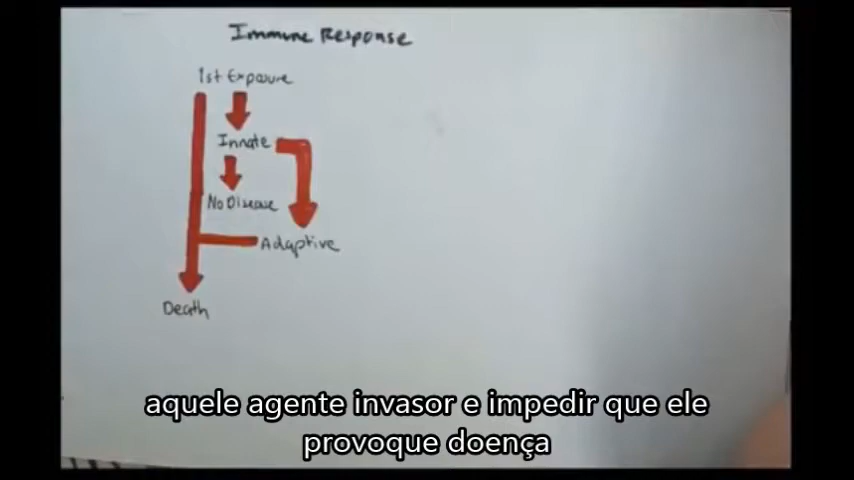 Immune Response
1st Exposure
Innate
No Disease
Adaptive
Death
aquele agente invasor e impedir que ele
provoque doença